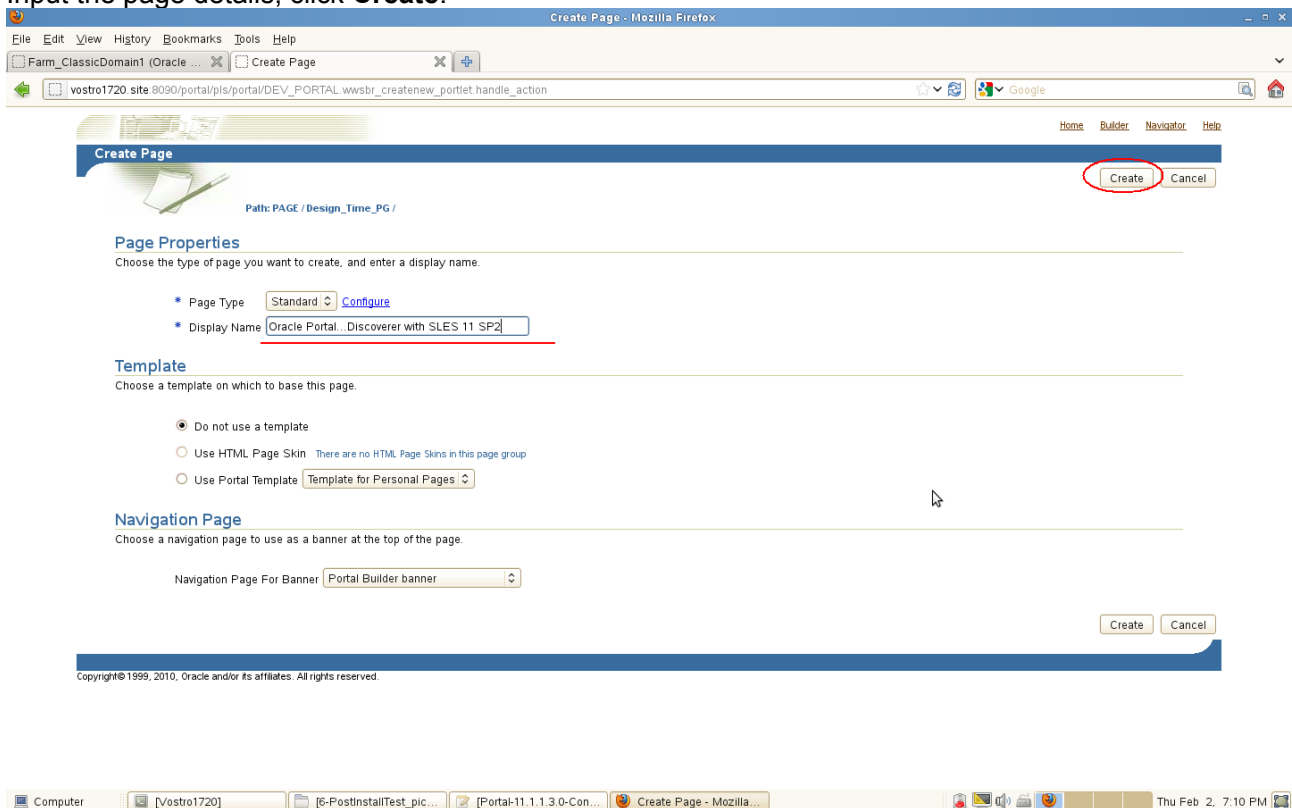 Input the page details, click Create.
Create Page - Mozilla Firefox
File Edit View History Bookmarks Tools Help
Farm_ClassicDomain1 (Oracle ... Create Page
vostro1720.site:8090/portal/pls/portal/DEV_PORTAL.wwsbr_createnew_portlet.handle_action Google
Home Builder Navigator Help
Create Page
Create Cancel
Path: PAGE / Design_Time_PG /
Page Properties
Choose the type of page you want to create, and enter a display name.
* Page Type Standard Configure
* Display Name Oracle Portal...Discoverer with SLES 11 SP2
Template
Choose a template on which to base this page.
Do not use a template
Use HTML Page Skin There are no HTML Page Skins in this page group
Use Portal Template Template for Personal Pages
Navigation Page
Choose a navigation page to use as a banner at the top of the page.
Navigation Page For Banner Portal Builder banner
Create Cancel
Copyright© 1999, 2010, Oracle and/or its affiliates. All rights reserved.
Computer [Vostro1720] [6-PostInstallTest_pic... [Portal-11.1.1.3.0-Con... Create Page - Mozilla... Thu Feb 2, 7:10 PM